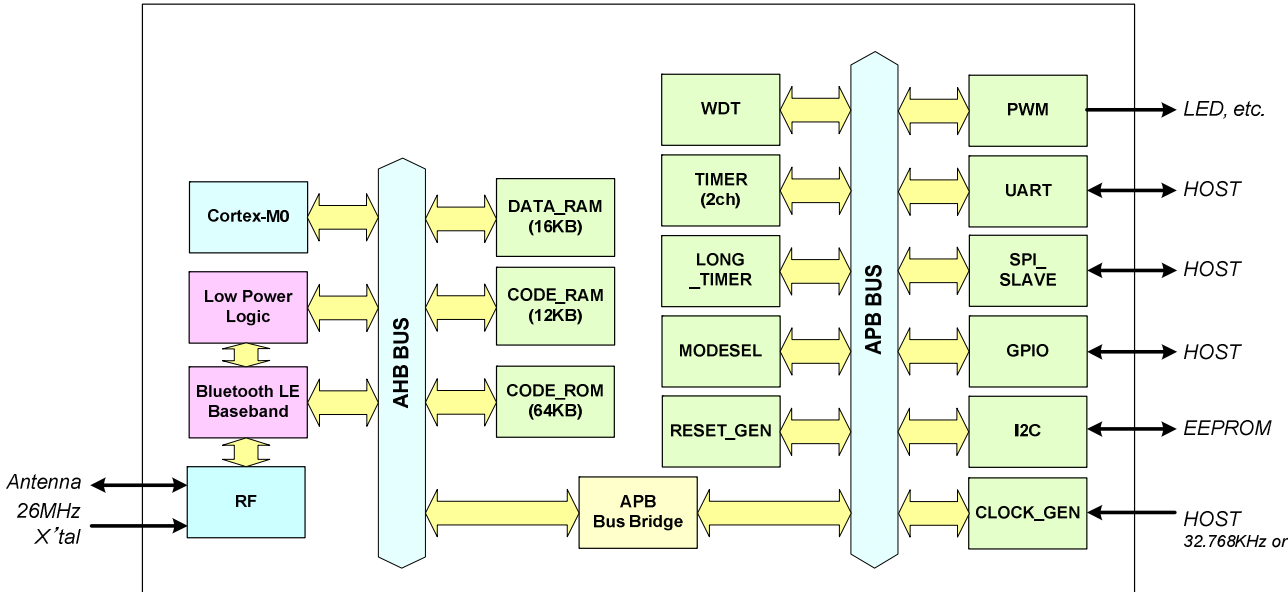 WDT
PWM
LED, etc.
TIMER
(2ch)
UART
HOST
Cortex-M0
DATA_RAM
(16KB)
LONG
_TIMER
SPI_
SLAVE
HOST
Low Power
Logic
CODE_RAM
(12KB)
AHB BUS
APB BUS
MODESEL
GPIO
HOST
Bluetooth LE
Baseband
CODE_ROM
(64KB)
RESET_GEN
I2C
EEPROM
Antenna
26MHz
X'tal
RF
APB
Bus Bridge
CLOCK_GEN
HOST
32.768KHz or